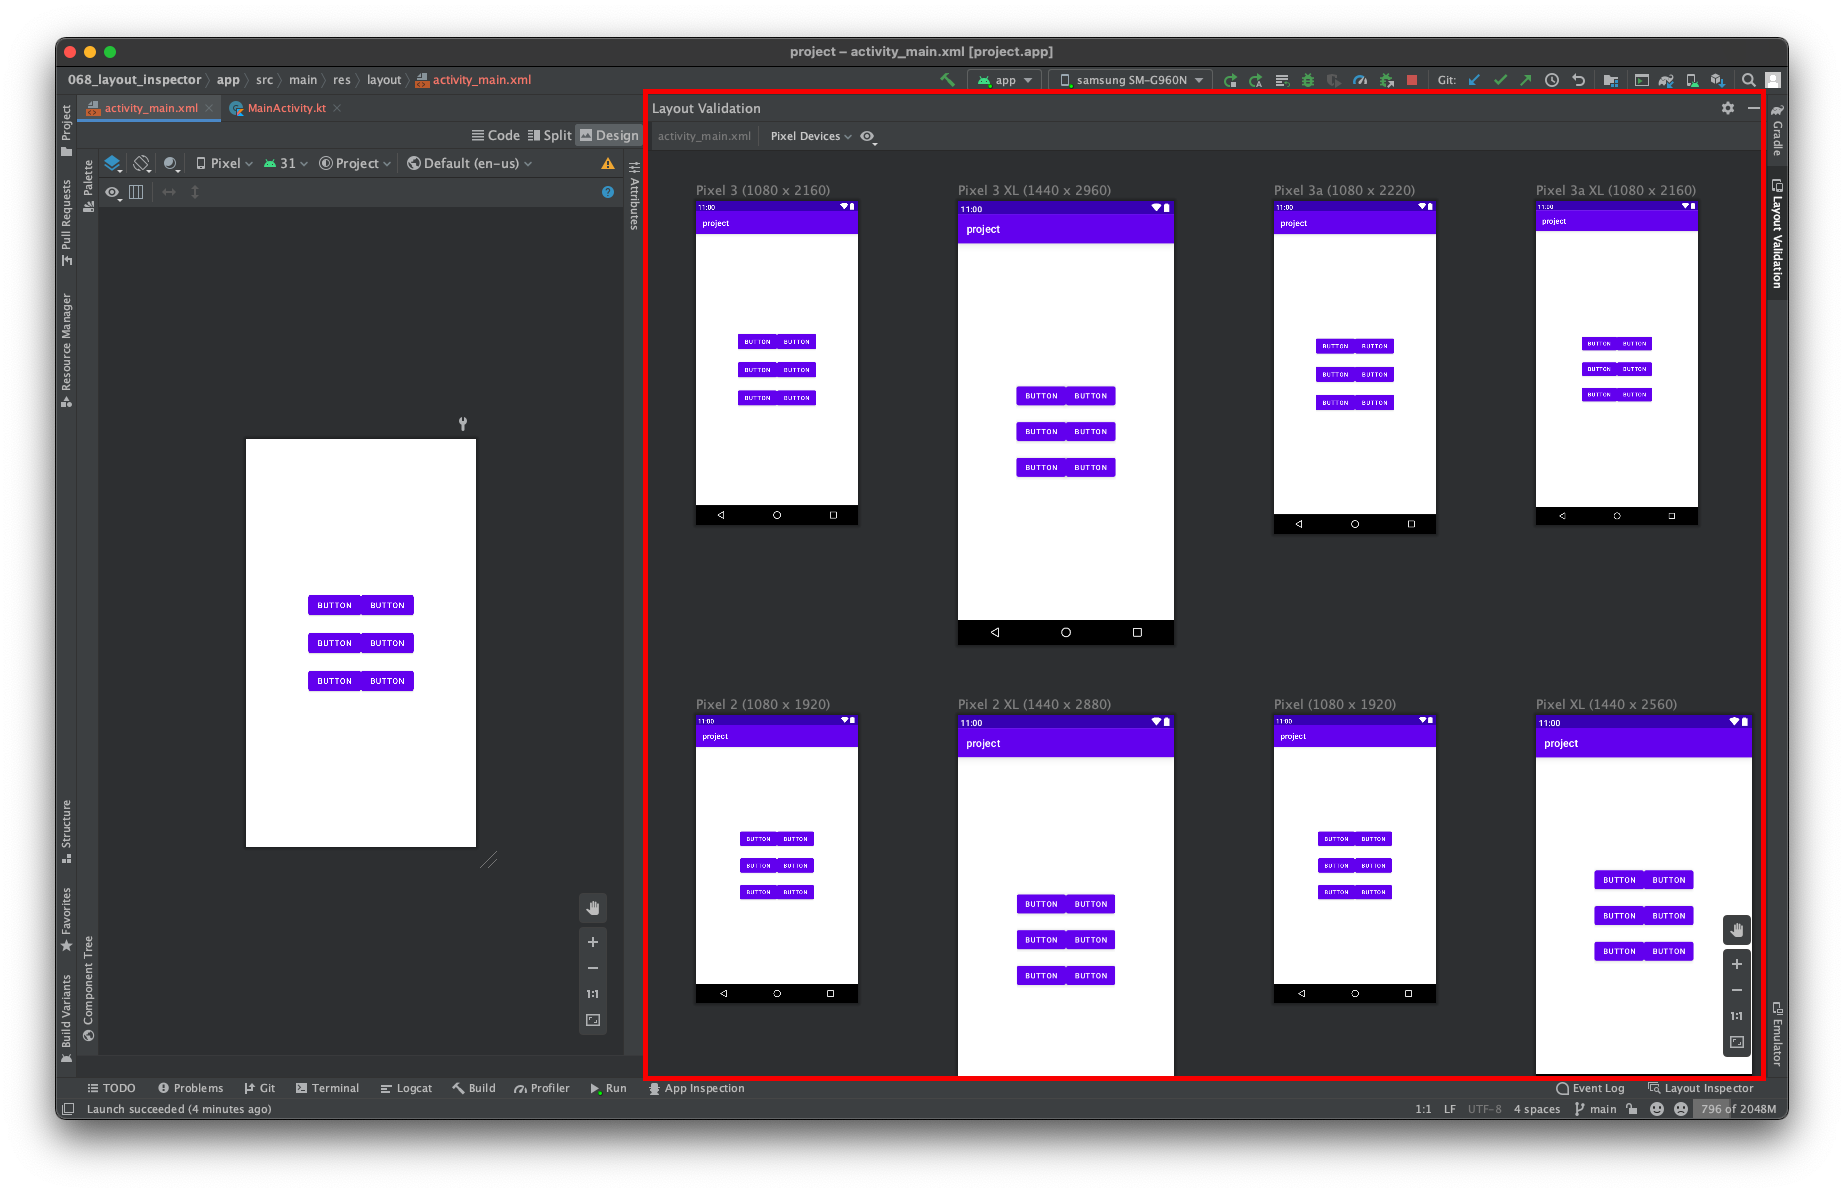 project – activity_main.xml [project.app]
068_layout_inspector app src main res layout activity_main.xml
app samsung SM-G960N Git:
activity_main.xml MainActivity.kt
Code Split Design
Pixel 31 Project Default (en-us)
Project
Pull Requests
Resource Manager
Structure
Favorites
Build Variants
Palette
Component Tree
Attributes
BUTTON BUTTON
BUTTON BUTTON
BUTTON BUTTON
1:1
Layout Validation
activity_main.xml Pixel Devices
Pixel 3 (1080 x 2160)
11:00
project
BUTTON BUTTON
BUTTON BUTTON
BUTTON BUTTON
Pixel 3 XL (1440 x 2960)
11:00
project
BUTTON BUTTON
BUTTON BUTTON
BUTTON BUTTON
Pixel 3a (1080 x 2220)
11:00
project
BUTTON BUTTON
BUTTON BUTTON
BUTTON BUTTON
Pixel 3a XL (1080 x 2160)
11:00
project
BUTTON BUTTON
BUTTON BUTTON
BUTTON BUTTON
Pixel 2 (1080 x 1920)
11:00
project
BUTTON BUTTON
BUTTON BUTTON
BUTTON BUTTON
Pixel 2 XL (1440 x 2880)
11:00
project
BUTTON BUTTON
BUTTON BUTTON
BUTTON BUTTON
Pixel (1080 x 1920)
11:00
project
BUTTON BUTTON
BUTTON BUTTON
BUTTON BUTTON
Pixel XL (1440 x 2560)
11:00
project
BUTTON BUTTON
BUTTON BUTTON
BUTTON BUTTON
1:1
Gradle
Layout Validation
Emulator
TODO Problems Git Terminal Logcat Build Profiler Run App Inspection Event Log Layout Inspector
Launch succeeded (4 minutes ago) 1:1 LF UTF-8 4 spaces main 796 of 2048M